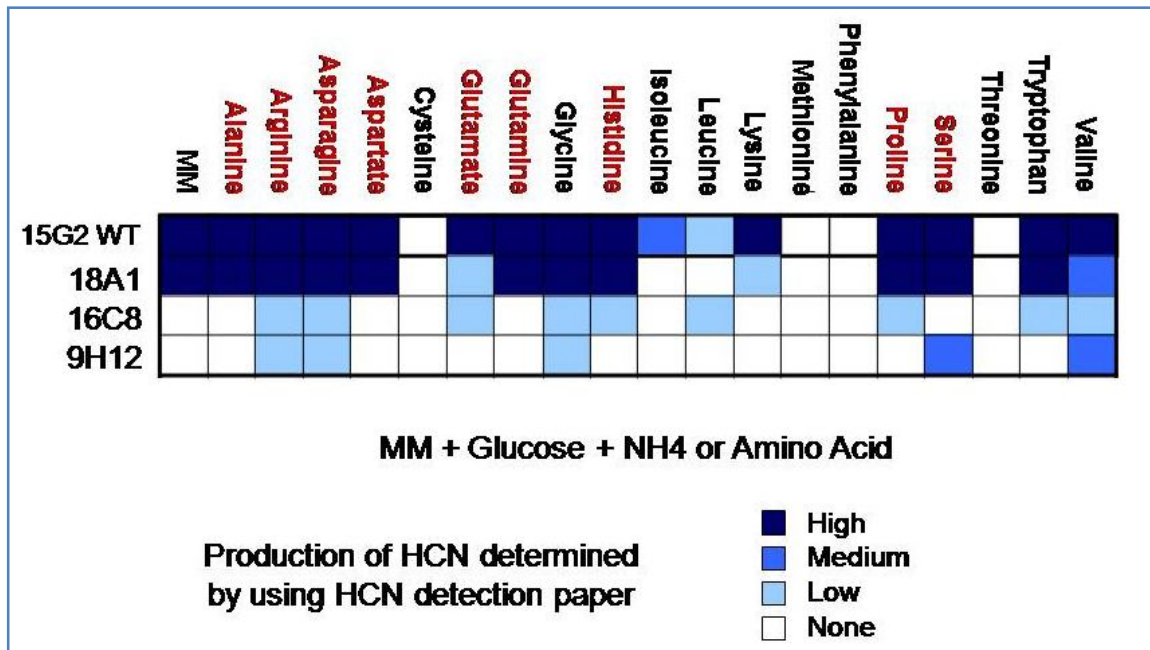 MM
Alanine
Arginine
Asparagine
Aspartate
Cysteine
Glutamate
Glutamine
Glycine
Histidine
Isoleucine
Leucine
Lysine
Methionine
Phenylalanine
Proline
Serine
Threonine
Tryptophan
Valine
15G2 WT
18A1
16C8
9H12
MM + Glucose + NH4 or Amino Acid
Production of HCN determined
by using HCN detection paper
High
Medium
Low
None